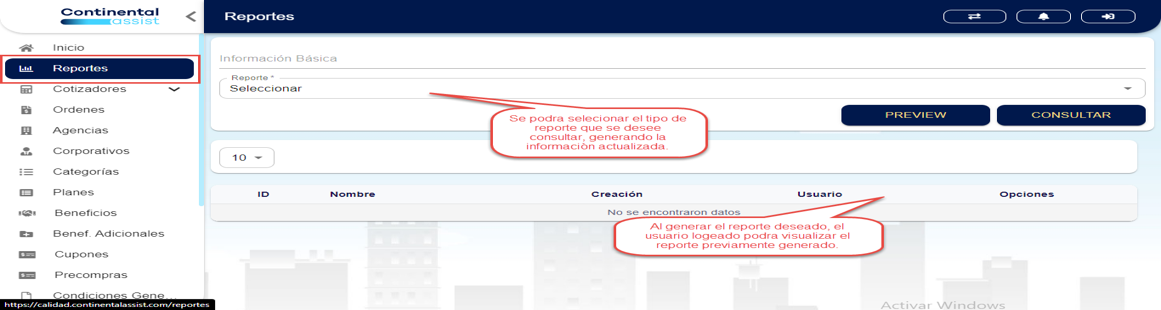 Continental
assist
Reportes
Inicio
Reportes
Cotizadores
Ordenes
Agencias
Corporativos
Categorías
Planes
Beneficios
Benef. Adicionales
Cupones
Precompras
Condiciones Gene...
https://calidad.continentalassist.com/reportes
Información Básica
Reporte *
Seleccionar
Se podra selecionar el tipo de
reporte que se desee
consultar, generando la
informaciòn actualizada.
PREVIEW
CONSULTAR
10
ID Nombre Creación Usuario Opciones
No se encontraron datos
Al generar el reporte deseado, el
usuario logeado podra visualizar el
reporte previamente generado.
Activar Windows